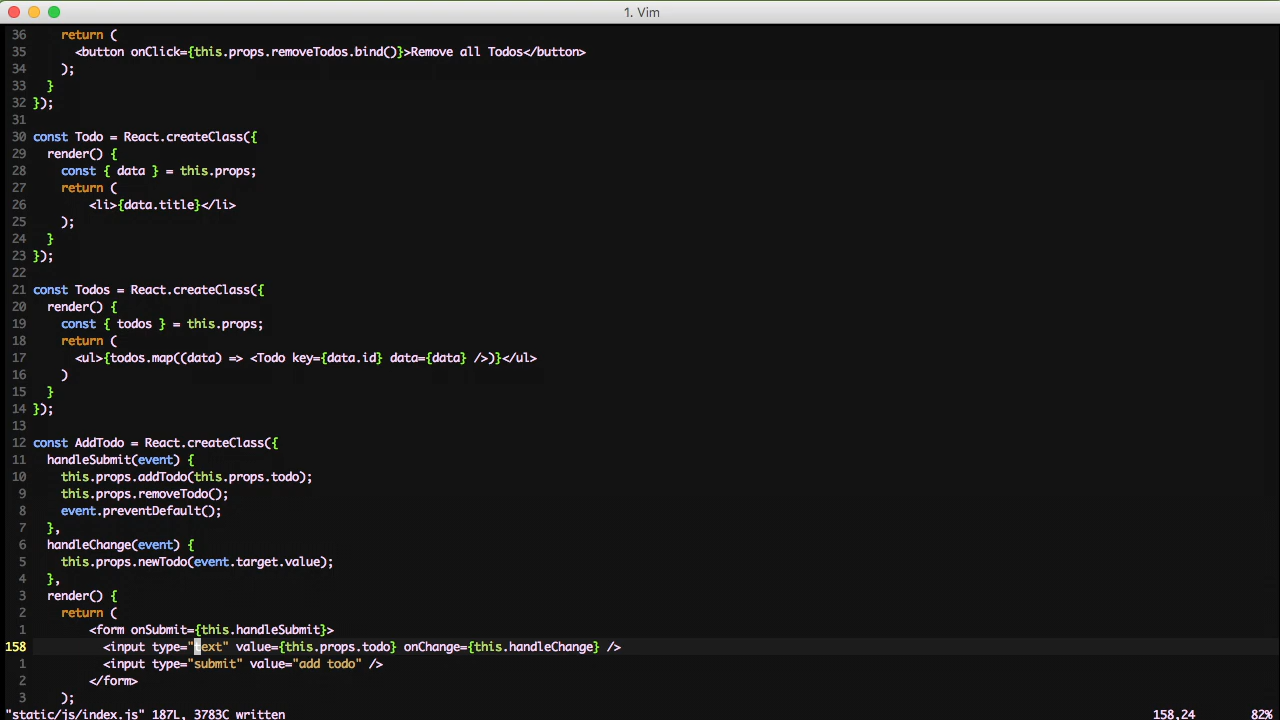 1. Vim
36     return (
35       <button onClick={this.props.removeTodos.bind()}>Remove all Todos</button>
34     );
33   }
32 });
31
30 const Todo = React.createClass({
29   render() {
28     const { data } = this.props;
27     return (
26         <li>{data.title}</li>
25     );
24   }
23 });
22
21 const Todos = React.createClass({
20   render() {
19     const { todos } = this.props;
18     return (
17       <ul>{todos.map((data) => <Todo key={data.id} data={data} />)}</ul>
16     )
15   }
14 });
13
12 const AddTodo = React.createClass({
11   handleSubmit(event) {
10     this.props.addTodo(this.props.todo);
9     this.props.removeTodo();
8     event.preventDefault();
7   },
6   handleChange(event) {
5     this.props.newTodo(event.target.value);
4   },
3   render() {
2     return (
1         <form onSubmit={this.handleSubmit}>
158           <input type="text" value={this.props.todo} onChange={this.handleChange} />
1           <input type="submit" value="add todo" />
2         </form>
3     );
"static/js/index.js" 187L, 3783C written 158,24 82%